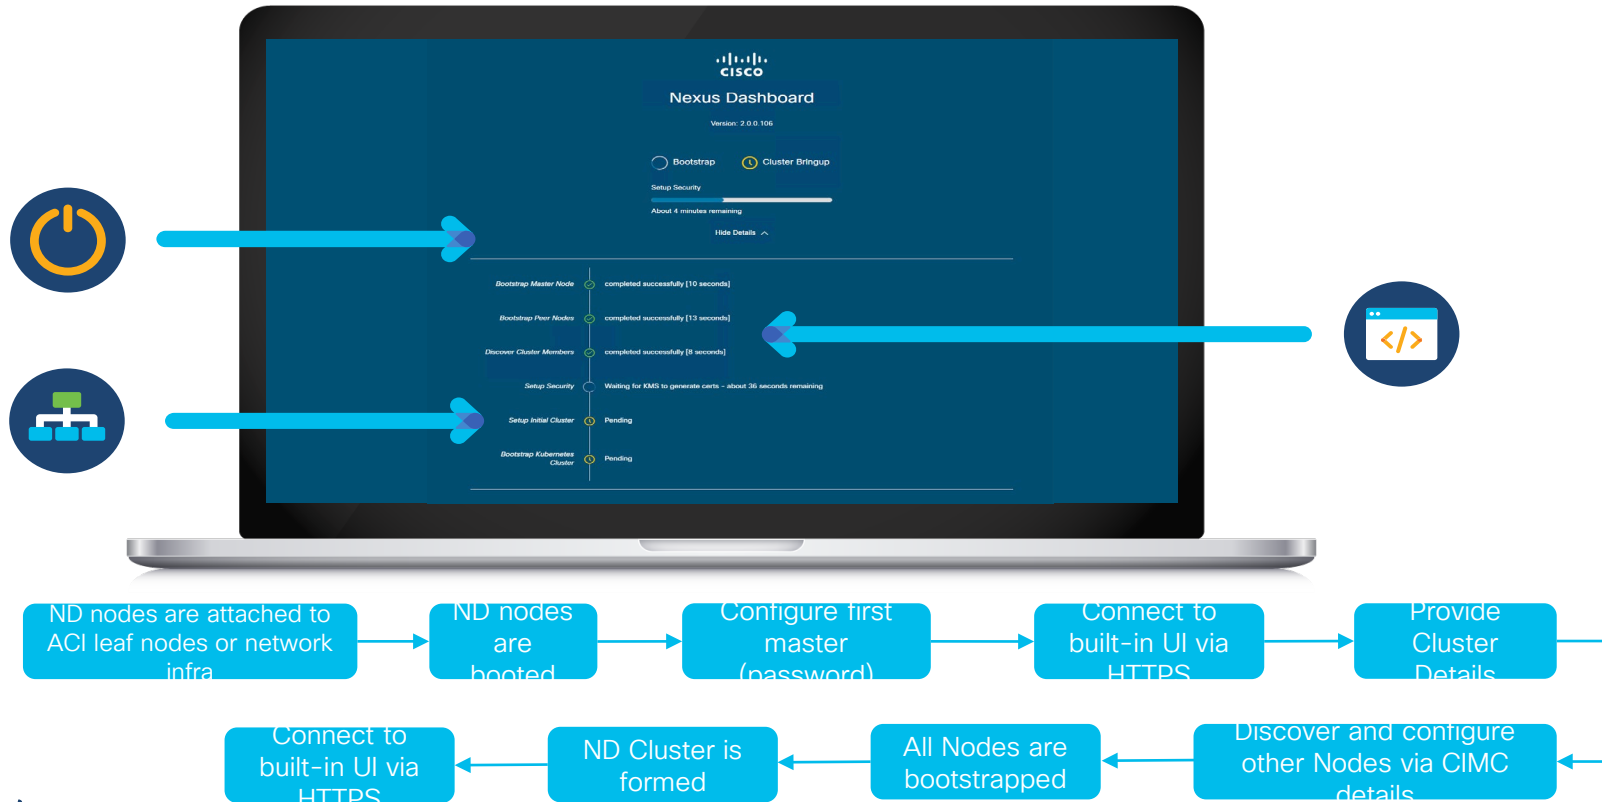 CISCO
Nexus Dashboard
Version: 2.0.0.106
Bootstrap
Cluster Bringup
Setup Security
About 4 minutes remaining
Hide Details
Bootstrap Master Node
completed successfully [10 seconds]
Bootstrap Peer Nodes
completed successfully [13 seconds]
Discover Cluster Members
completed successfully [8 seconds]
Setup Security
Waiting for KMS to generate certs - about 36 seconds remaining
Setup Initial Cluster
Pending
Bootstrap Kubernetes
Cluster
Pending
</>
ND nodes are attached to
ACI leaf nodes or network
infra
ND nodes
are
booted
Configure first
master
(password)
Connect to
built-in UI via
HTTPS
Provide
Cluster
Details
Connect to
built-in UI via
HTTPS
ND Cluster is
formed
All Nodes are
bootstrapped
Discover and configure
other Nodes via CIMC
details